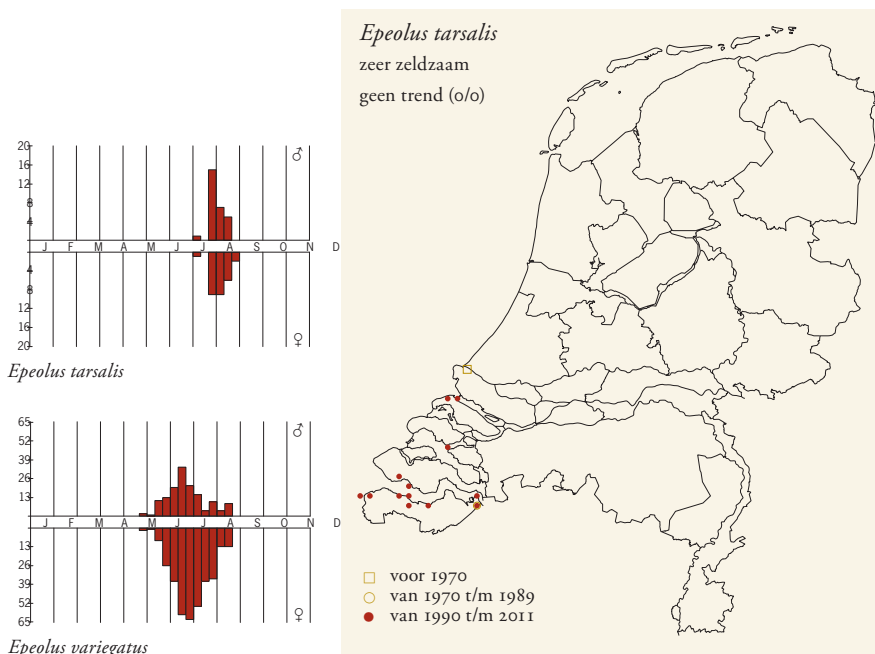 20
16
12
8
4
♂
J F M A M J J A S O N D
4
8
12
16
20
♀
Epeolus tarsalis
65
52
39
26
13
♂
J F M A M J J A S O N D
13
26
39
52
65
♀
Epeolus variegatus
Epeolus tarsalis
zeer zeldzaam
geen trend (0/0)
voor 1970
van 1970 t/m 1989
van 1990 t/m 2011